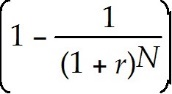 (1 - 1/(1 + r)^N)